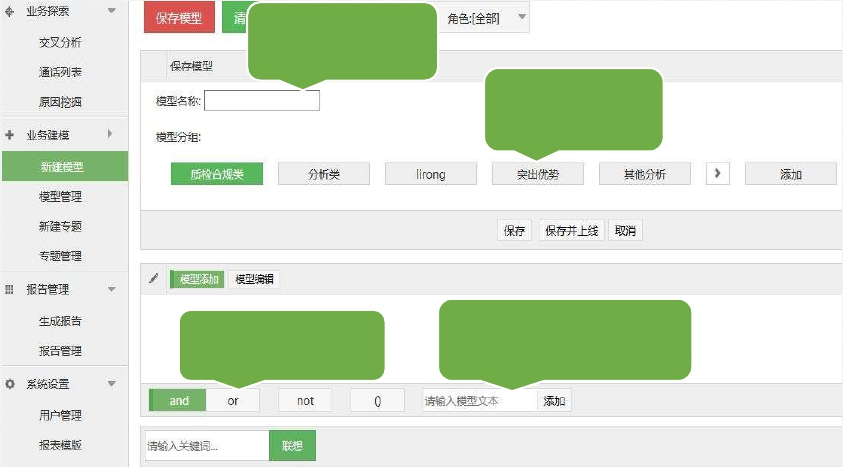 业务探索
交叉分析
通话列表
原因挖掘
业务建模
新建模型
模型管理
新建专题
专题管理
报告管理
生成报告
报告管理
系统设置
用户管理
报表模版
保存模型
角色:[全部]
保存模型
模型名称:
模型分组:
质检合规类 分析类 lirong 突出优势 其他分析 添加
保存 保存并上线 取消
模型添加 模型编辑
and or not () 请输入模型文本 添加
请输入关键词... 联想